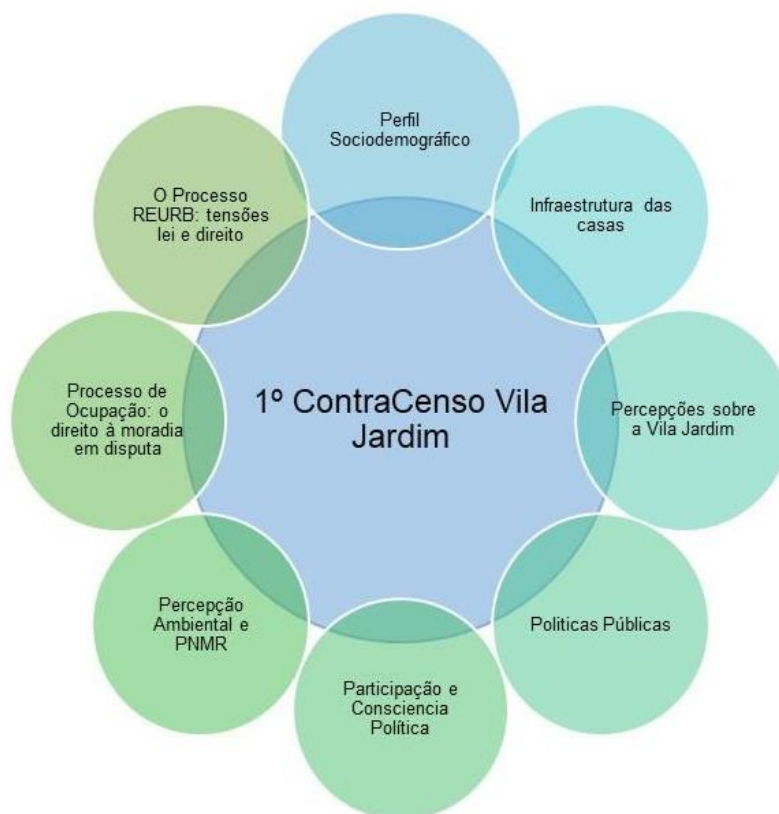 Perfil
Sociodemográfico
Infraestrutura das
casas
Percepções sobre
a Vila Jardim
Politicas Públicas
Participação e
Consciencia
Política
Percepção
Ambiental e
PNMR
Processo de
Ocupação: o
direito à moradia
em disputa
O Processo
REURB: tensões
lei e direito
1º ContraCenso Vila
Jardim